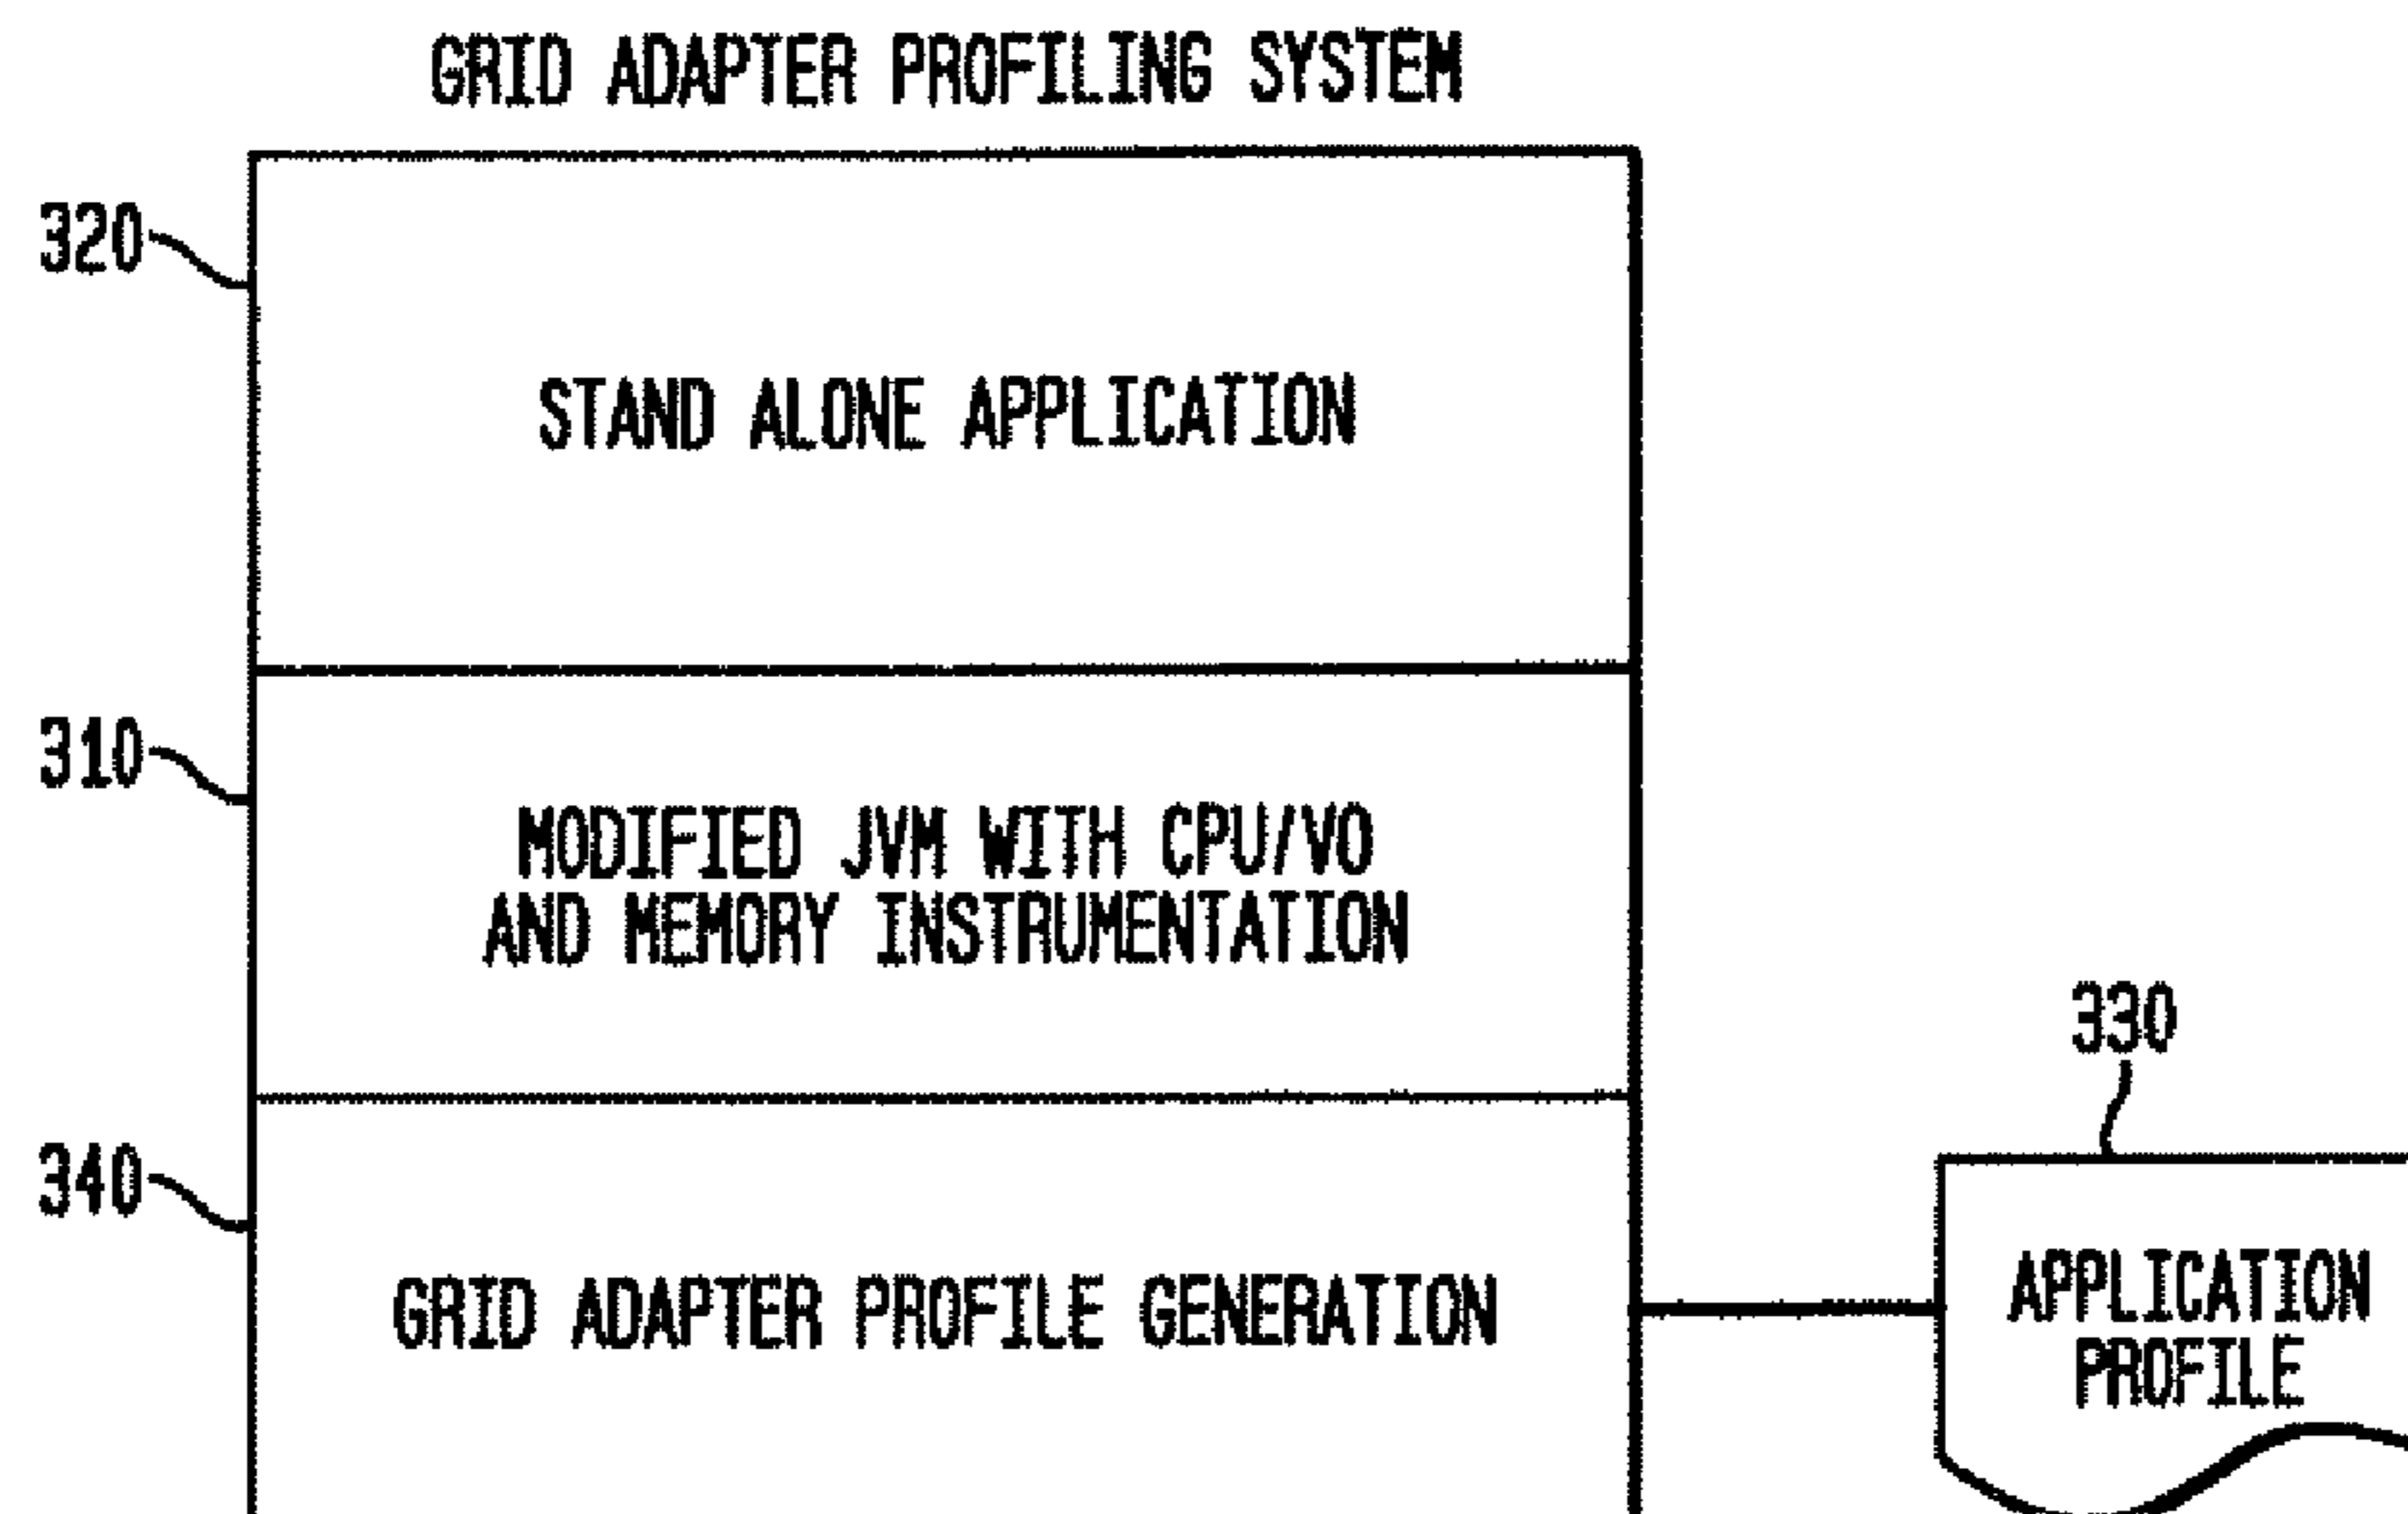 GRID ADAPTER PROFILING SYSTEM
320
STAND ALONE APPLICATION
310
MODIFIED JVM WITH CPU/VO
AND MEMORY INSTRUMENTATION
330
340
GRID ADAPTER PROFILE GENERATION
APPLICATION
PROFILE